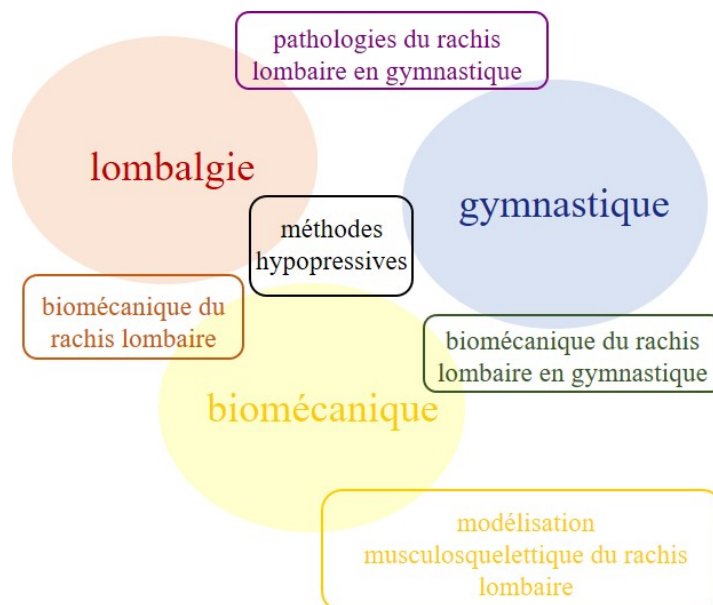 pathologies du rachis
lombaire en gymnastique
lombalgie
gymnastique
méthodes
hypopressives
biomécanique du
rachis lombaire
biomécanique du rachis
lombaire en gymnastique
biomécanique
modélisation
musculosquelettique du rachis
lombaire